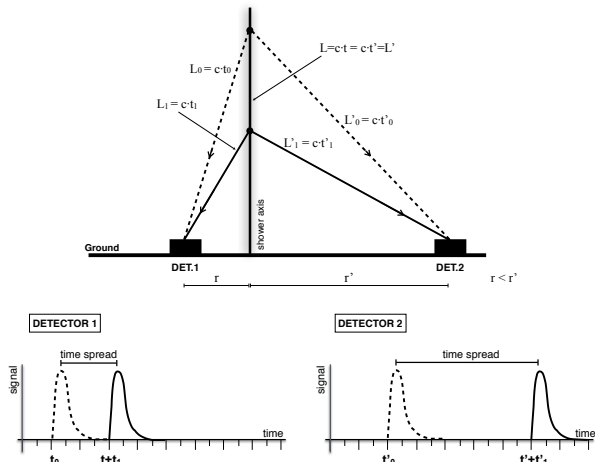 L=c·t = c·t'=L'
L₀ = c·t₀
L₁ = c·t₁
L'₀ = c·t'₀
L'₁ = c·t'₁
shower axis
Ground
DET.1
DET.2
r
r'
r < r'
DETECTOR 1
DETECTOR 2
time spread
time spread
signal
signal
time
time
t₀
t+t₁
t'₀
t'+t'₁